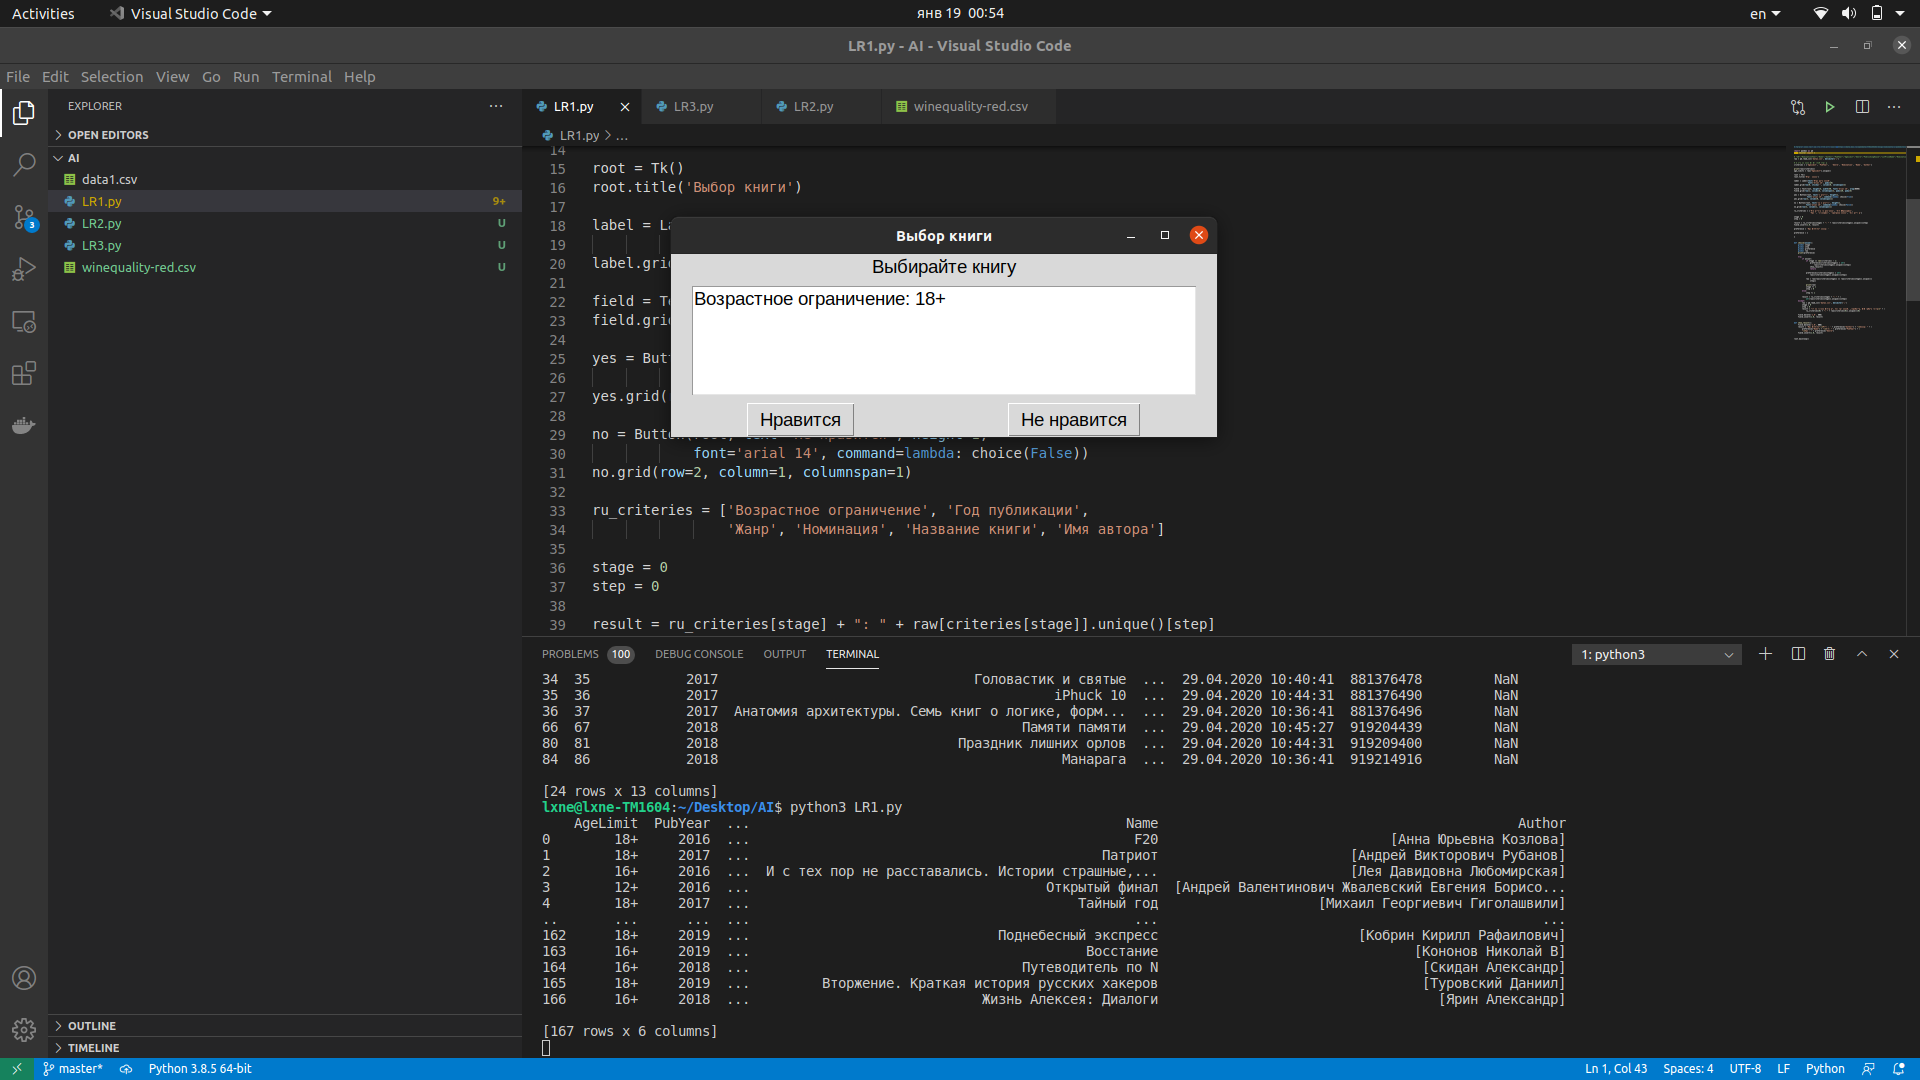 Activities
Visual Studio Code
янв 19 00:54
en
LR1.py - AI - Visual Studio Code
File Edit Selection View Go Run Terminal Help
EXPLORER
OPEN EDITORS
AI
data1.csv
LR1.py 9+
LR2.py U
LR3.py U
winequality-red.csv U
3
OUTLINE
TIMELINE
LR1.py
LR3.py
LR2.py
winequality-red.csv
LR1.py > ...
14
15 root = Tk()
16 root.title('Выбор книги')
17
18 label = La
19
20 label.gri
21
22 field = Te
23 field.gri
24
25 yes = Butt
26
27 yes.grid(
28
29 no = Button(
30 font='arial 14', command=lambda: choice(False))
31 no.grid(row=2, column=1, columnspan=1)
32
33 ru_criteries = ['Возрастное ограничение', 'Год публикации',
34 'Жанр', 'Номинация', 'Название книги', 'Имя автора']
35
36 stage = 0
37 step = 0
38
39 result = ru_criteries[stage] + ": " + raw[criteries[stage]].unique()[step]
Выбор книги
Выбирайте книгу
Возрастное ограничение: 18+
Нравится
Не нравится
PROBLEMS 100 DEBUG CONSOLE OUTPUT TERMINAL
1: python3
34 35 2017 Головастик и святые ... 29.04.2020 10:40:41 881376478 NaN
35 36 2017 iPhuck 10 ... 29.04.2020 10:44:31 881376490 NaN
36 37 2017 Анатомия архитектуры. Семь книг о логике, форм... ... 29.04.2020 10:36:41 881376496 NaN
66 67 2018 Памяти памяти ... 29.04.2020 10:45:27 919204439 NaN
80 81 2018 Праздник лишних орлов ... 29.04.2020 10:44:31 919209400 NaN
84 86 2018 Манарага ... 29.04.2020 10:36:41 919214916 NaN
[24 rows x 13 columns]
lxne@lxne-TM1604:~/Desktop/AI$ python3 LR1.py
AgeLimit PubYear ... Name Author
0 18+ 2016 ... F20 [Анна Юрьевна Козлова]
1 18+ 2017 ... Патриот [Андрей Викторович Рубанов]
2 16+ 2016 ... И с тех пор не расставались. Истории страшные,... [Лея Давидовна Любомирская]
3 12+ 2016 ... Открытый финал [Андрей Валентинович Жвалевский Евгения Борисо...
4 18+ 2017 ... Тайный год [Михаил Георгиевич Гиголашвили]
.. ... ... ... ... ...
162 18+ 2019 ... Поднебесный экспресс [Кобрин Кирилл Рафаилович]
163 16+ 2019 ... Восстание [Кононов Николай В]
164 16+ 2018 ... Путеводитель по N [Скидан Александр]
165 18+ 2019 ... Вторжение. Краткая история русских хакеров [Туровский Даниил]
166 16+ 2018 ... Жизнь Алексея: Диалоги [Ярин Александр]
[167 rows x 6 columns]
master*
Python 3.8.5 64-bit
Ln 1, Col 43
Spaces: 4
UTF-8
LF
Python